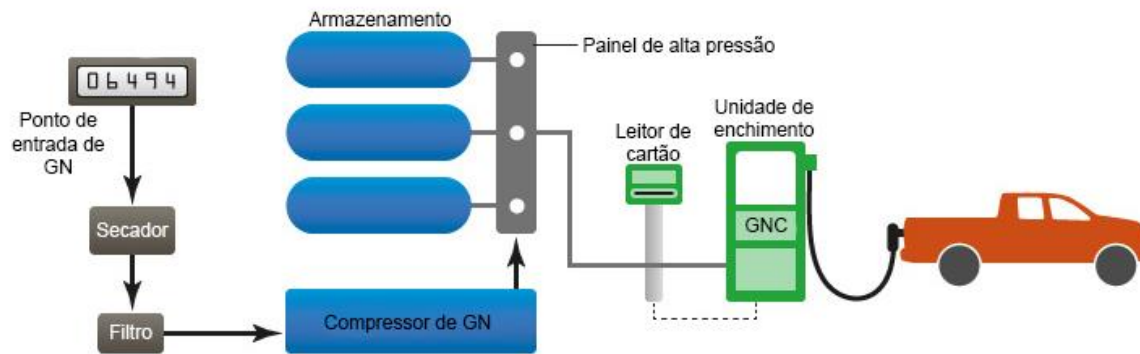 Armazenamento
Painel de alta pressão
06494
Ponto de
entrada de
GN
Secador
Filtro
Compressor de GN
Leitor de
cartão
Unidade de
enchimento
GNC